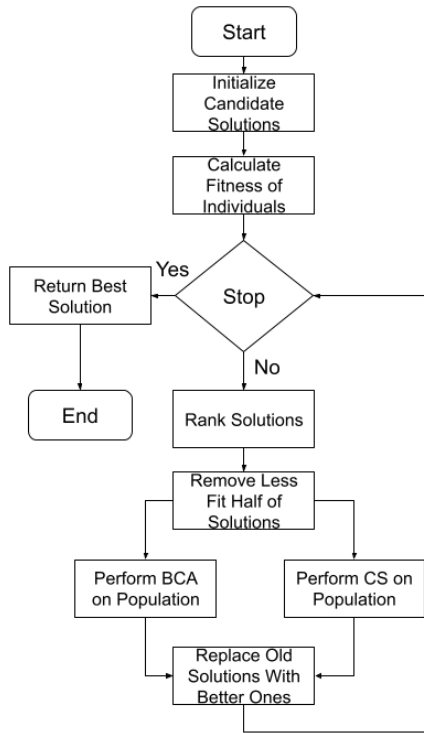 Start
Initialize
Candidate
Solutions
Calculate
Fitness of
Individuals
Yes
Stop
Return Best
Solution
No
End
Rank Solutions
Remove Less
Fit Half of
Solutions
Perform BCA
on Population
Perform CS on
Population
Replace Old
Solutions With
Better Ones